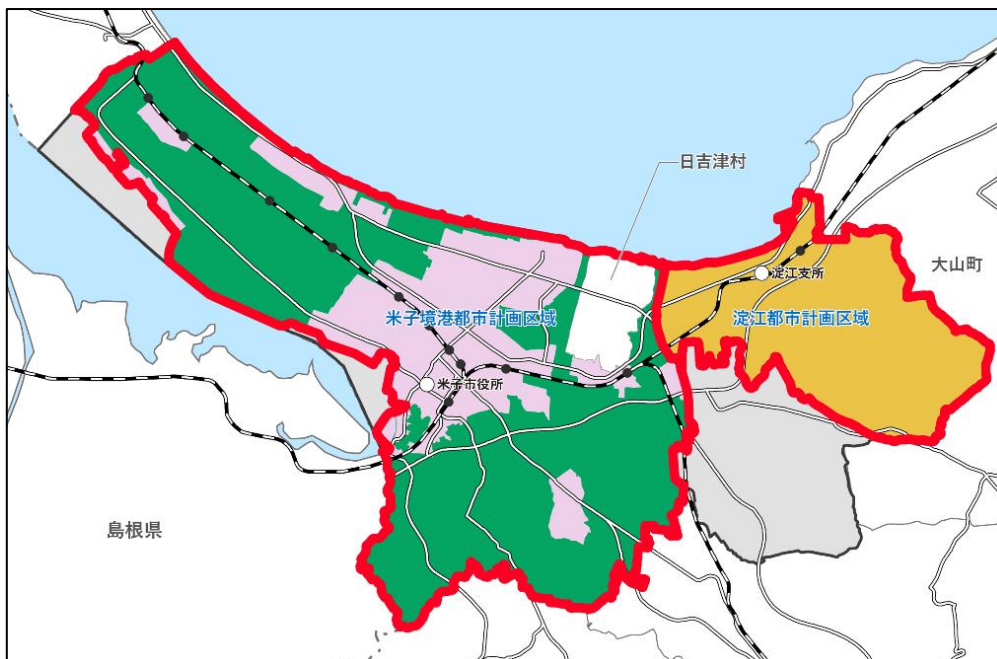 日吉津村
淀江支所
大山町
米子境港都市計画区域
淀江都市計画区域
米子市役所
島根県